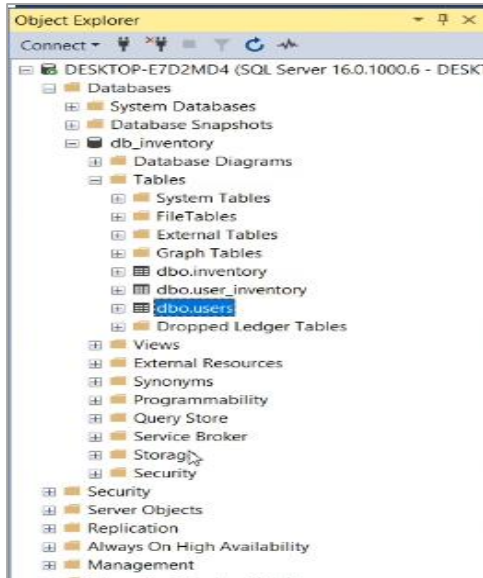 Object Explorer
Connect
DESKTOP-E7D2MD4 (SQL Server 16.0.1000.6 - DESKT
Databases
System Databases
Database Snapshots
db_inventory
Database Diagrams
Tables
System Tables
FileTables
External Tables
Graph Tables
dbo.inventory
dbo.user_inventory
dbo.users
Dropped Ledger Tables
Views
External Resources
Synonyms
Programmability
Query Store
Service Broker
Storag
Security
Security
Server Objects
Replication
Always On High Availability
Management